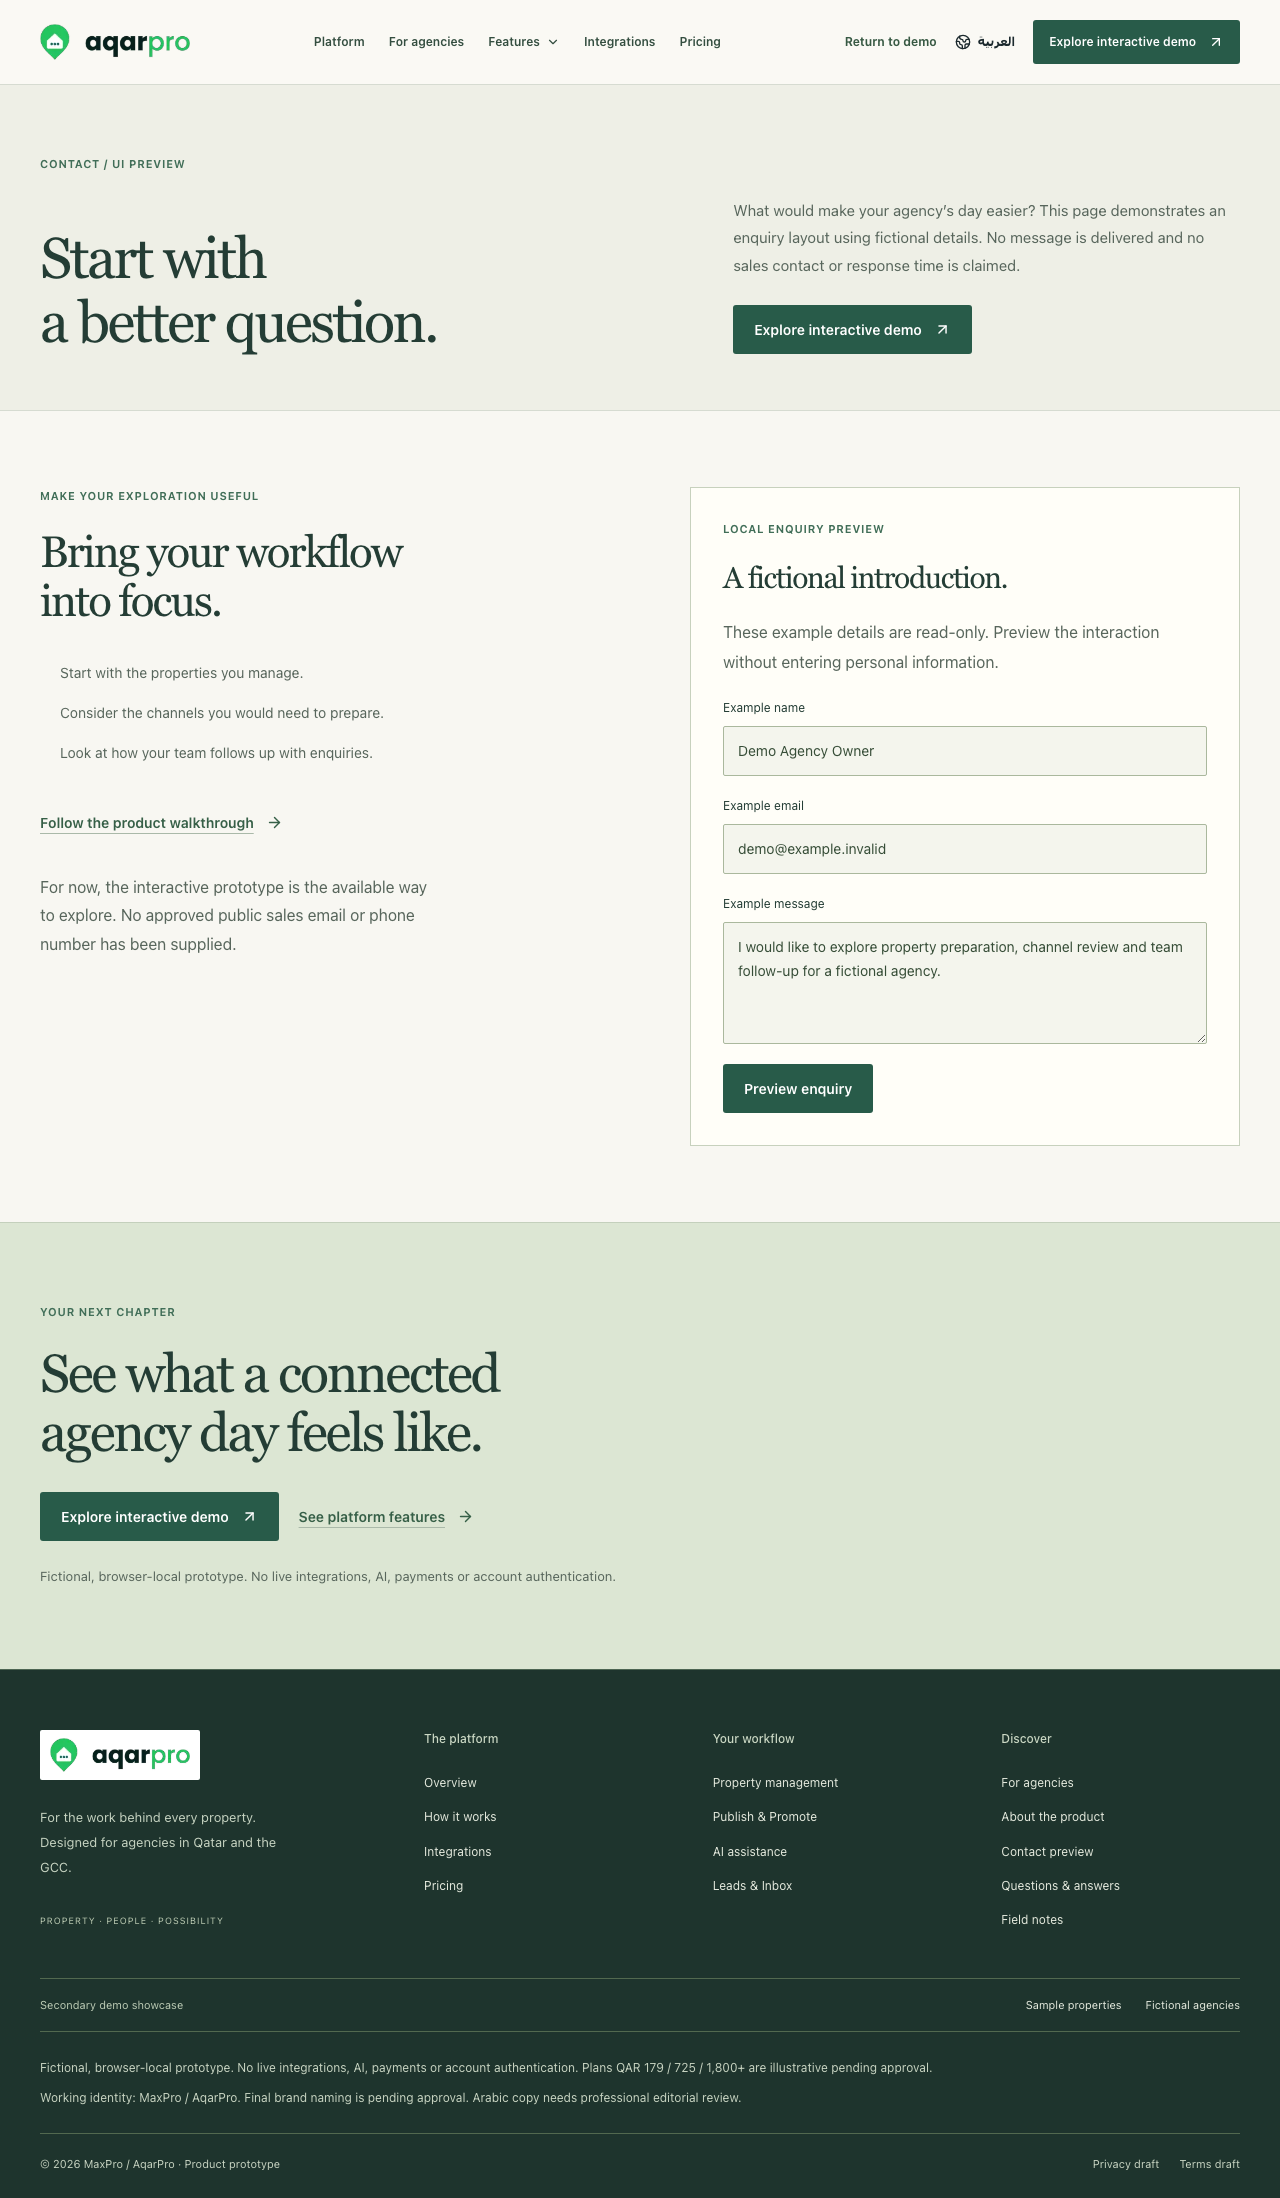 aqarpro
Platform
For agencies
Features
Integrations
Pricing
Return to demo
العربية
Explore interactive demo
CONTACT / UI PREVIEW
Start with
a better question.
What would make your agency’s day easier? This page demonstrates an
enquiry layout using fictional details. No message is delivered and no
sales contact or response time is claimed.
Explore interactive demo
MAKE YOUR EXPLORATION USEFUL
Bring your workflow
into focus.
Start with the properties you manage.
Consider the channels you would need to prepare.
Look at how your team follows up with enquiries.
Follow the product walkthrough
For now, the interactive prototype is the available way
to explore. No approved public sales email or phone
number has been supplied.
LOCAL ENQUIRY PREVIEW
A fictional introduction.
These example details are read-only. Preview the interaction
without entering personal information.
Example name
Demo Agency Owner
Example email
demo@example.invalid
Example message
I would like to explore property preparation, channel review and team
follow-up for a fictional agency.
Preview enquiry
YOUR NEXT CHAPTER
See what a connected
agency day feels like.
Explore interactive demo
See platform features
Fictional, browser-local prototype. No live integrations, AI, payments or account authentication.
aqarpro
For the work behind every property.
Designed for agencies in Qatar and the
GCC.
PROPERTY · PEOPLE · POSSIBILITY
The platform
Overview
How it works
Integrations
Pricing
Your workflow
Property management
Publish & Promote
AI assistance
Leads & Inbox
Discover
For agencies
About the product
Contact preview
Questions & answers
Field notes
Secondary demo showcase
Sample properties
Fictional agencies
Fictional, browser-local prototype. No live integrations, AI, payments or account authentication. Plans QAR 179 / 725 / 1,800+ are illustrative pending approval.
Working identity: MaxPro / AqarPro. Final brand naming is pending approval. Arabic copy needs professional editorial review.
© 2026 MaxPro / AqarPro · Product prototype
Privacy draft
Terms draft